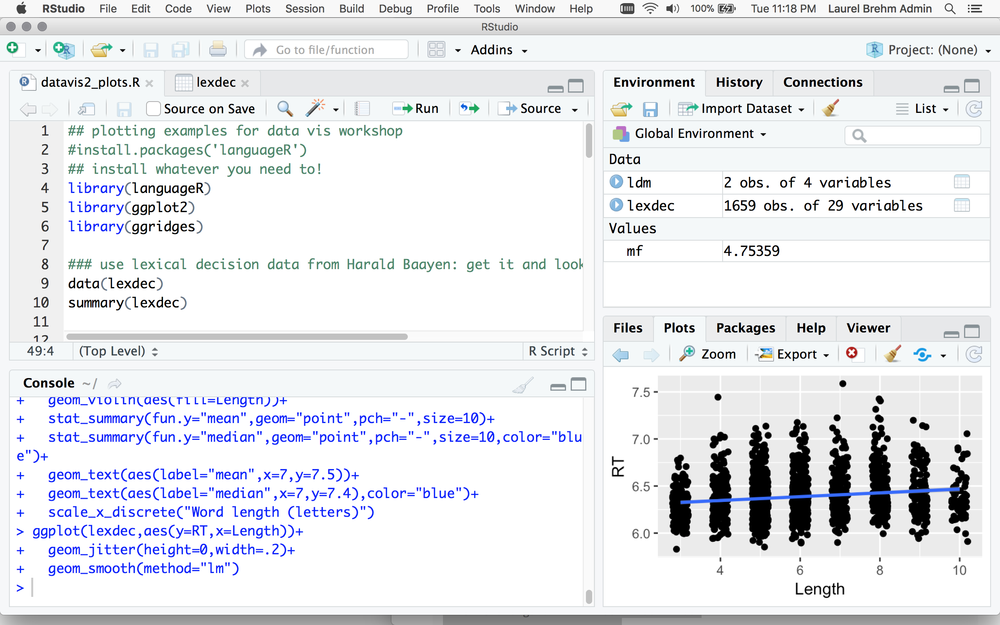 RStudio File Edit Code View Plots Session Build Debug Profile Tools Window Help 100% Tue 11:18 PM Laurel Brehm Admin
RStudio
Go to file/function Addins Project: (None)
datavis2_plots.R lexdec
Source on Save Run Source
1 ## plotting examples for data vis workshop
2 #install.packages('languageR')
3 ## install whatever you need to!
4 library(languageR)
5 library(ggplot2)
6 library(ggridges)
7
8 ### use lexical decision data from Harald Baayen: get it and look
9 data(lexdec)
10 summary(lexdec)
11
12
49:4 (Top Level) R Script
Console ~/
+ geom_violin(aes(fill=Length))+
+ stat_summary(fun.y="mean",geom="point",pch="-",size=10)+
+ stat_summary(fun.y="median",geom="point",pch="-",size=10,color="blu
e")+
+ geom_text(aes(label="mean",x=7,y=7.5))+
+ geom_text(aes(label="median",x=7,y=7.4),color="blue")+
+ scale_x_discrete("Word length (letters)")
> ggplot(lexdec,aes(y=RT,x=Length))+
+ geom_jitter(height=0,width=.2)+
+ geom_smooth(method="lm")
>
Environment History Connections
Import Dataset List
Global Environment
Data
ldm 2 obs. of 4 variables
lexdec 1659 obs. of 29 variables
Values
mf 4.75359
Files Plots Packages Help Viewer
Zoom Export
7.5
7.0
RT
6.5
6.0
4 6 8 10
Length